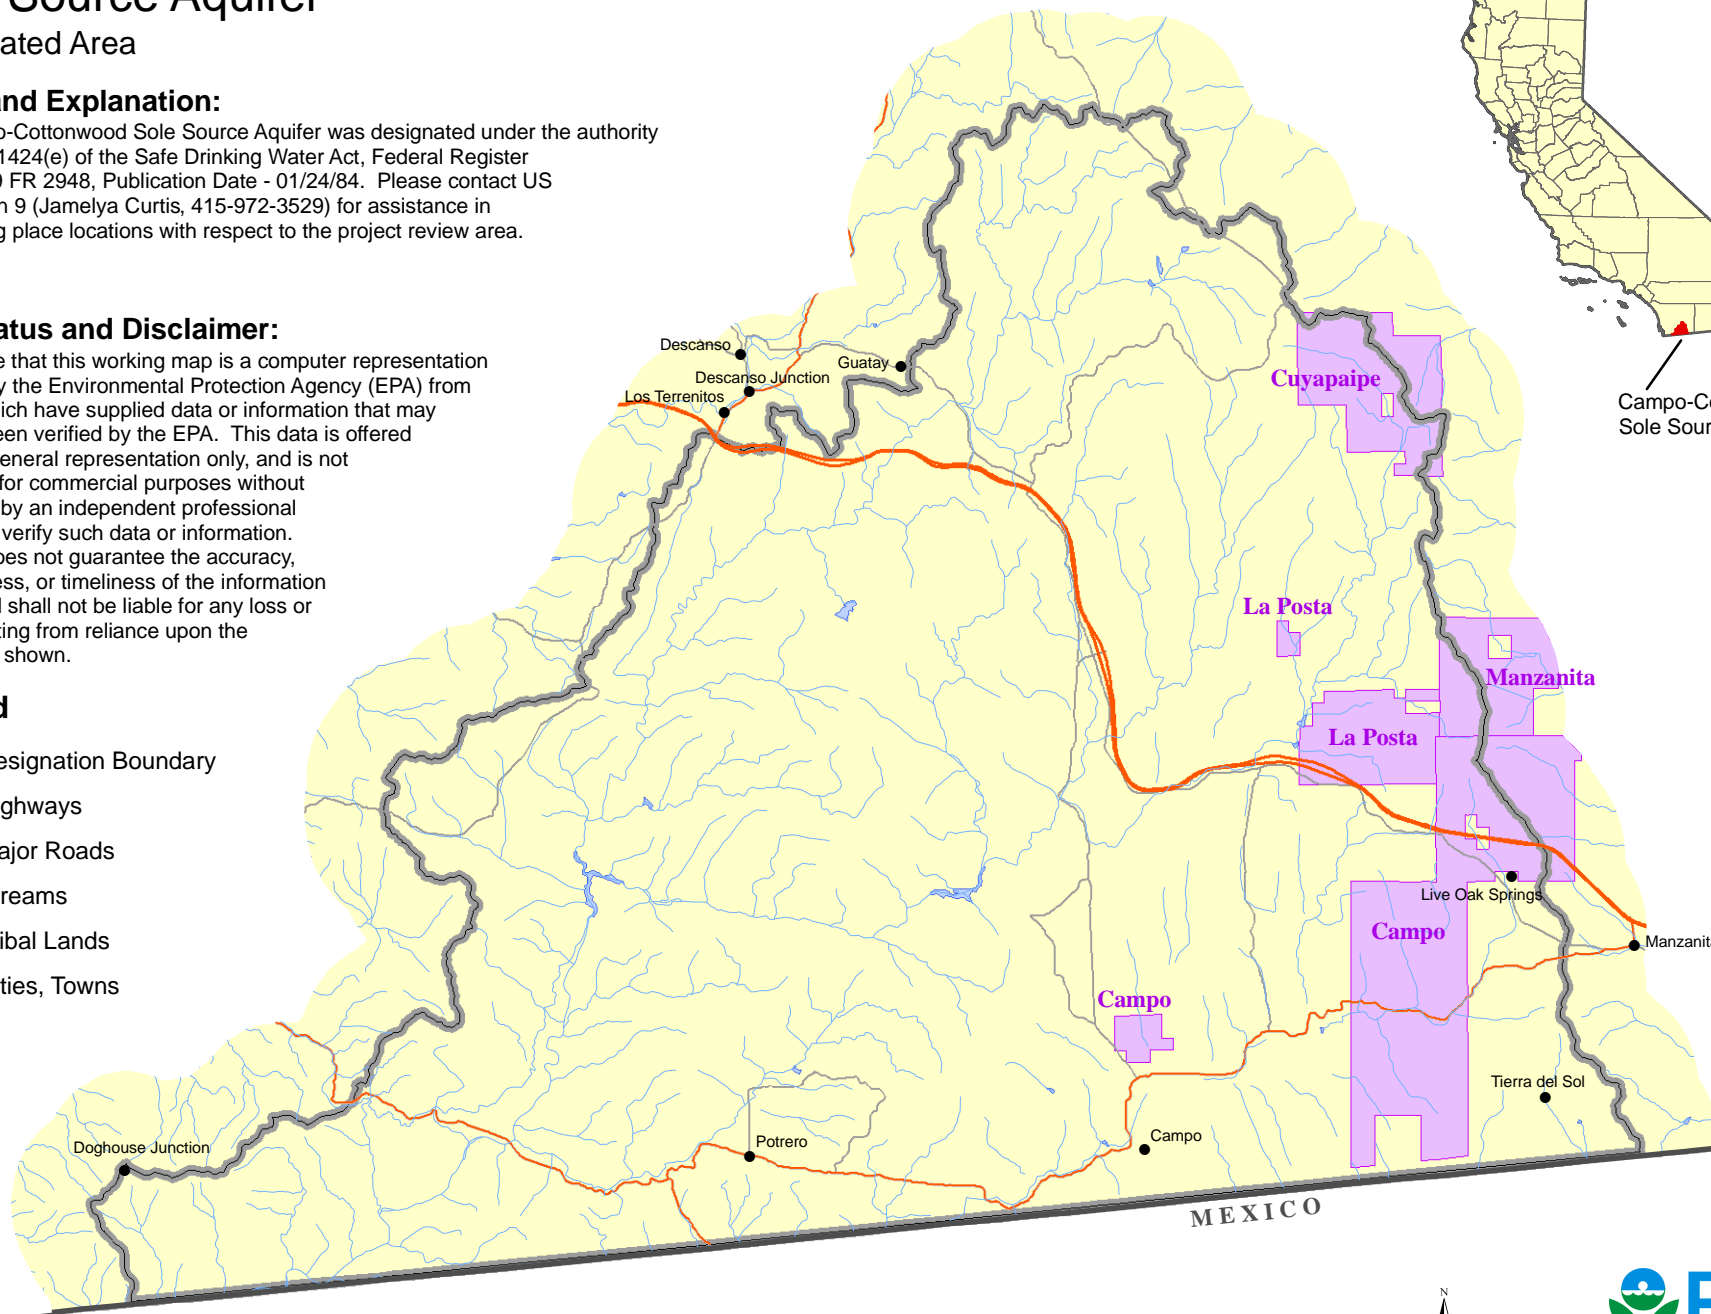 Source Aquifer
ated Area
and Explanation:
o-Cottonwood Sole Source Aquifer was designated under the authority
1424(e) of the Safe Drinking Water Act, Federal Register
9 FR 2948, Publication Date - 01/24/84. Please contact US
n 9 (Jamelya Curtis, 415-972-3529) for assistance in
g place locations with respect to the project review area.
atus and Disclaimer:
e that this working map is a computer representation
y the Environmental Protection Agency (EPA) from
hich have supplied data or information that may
een verified by the EPA. This data is offered
general representation only, and is not
for commercial purposes without
by an independent professional
verify such data or information.
oes not guarantee the accuracy,
ess, or timeliness of the information
d shall not be liable for any loss or
ting from reliance upon the
shown.
d
esignation Boundary
ghways
ajor Roads
reams
ibal Lands
ties, Towns
Descanso
Guatay
Descanso Junction
Los Terrenitos
Cuyapaipe
Campo-Co
Sole Sour
La Posta
Manzanita
La Posta
Live Oak Springs
Campo
Manzanita
Campo
Tierra del Sol
Campo
Potrero
Doghouse Junction
MEXICO
N